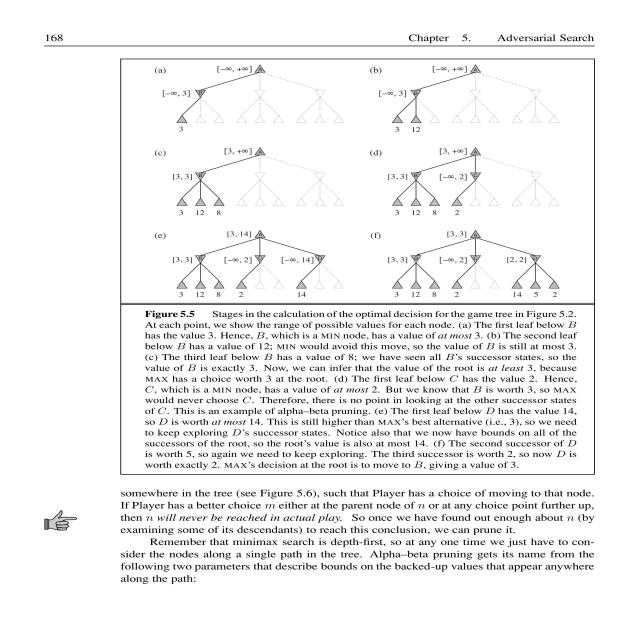 168 Chapter 5. Adversarial Search
(a) [−∞, +∞] A
[−∞, 3] B
3
(b) [−∞, +∞] A
[−∞, 3] B
3 12
(c) [3, +∞] A
[3, 3] B
3 12 8
(d) [3, +∞] A
[3, 3] B [−∞, 2] C
3 12 8 2
(e) [3, 14] A
[3, 3] B [−∞, 2] C [−∞, 14] D
3 12 8 2 14
(f) [3, 3] A
[3, 3] B [−∞, 2] C [2, 2] D
3 12 8 2 14 5 2
Figure 5.5 Stages in the calculation of the optimal decision for the game tree in Figure 5.2.
At each point, we show the range of possible values for each node. (a) The first leaf below B
has the value 3. Hence, B, which is a MIN node, has a value of at most 3. (b) The second leaf
below B has a value of 12; MIN would avoid this move, so the value of B is still at most 3.
(c) The third leaf below B has a value of 8; we have seen all B's successor states, so the
value of B is exactly 3. Now, we can infer that the value of the root is at least 3, because
MAX has a choice worth 3 at the root. (d) The first leaf below C has the value 2. Hence,
C, which is a MIN node, has a value of at most 2. But we know that B is worth 3, so MAX
would never choose C. Therefore, there is no point in looking at the other successor states
of C. This is an example of alpha–beta pruning. (e) The first leaf below D has the value 14,
so D is worth at most 14. This is still higher than MAX's best alternative (i.e., 3), so we need
to keep exploring D's successor states. Notice also that we now have bounds on all of the
successors of the root, so the root's value is also at most 14. (f) The second successor of D
is worth 5, so again we need to keep exploring. The third successor is worth 2, so now D is
worth exactly 2. MAX's decision at the root is to move to B, giving a value of 3.
somewhere in the tree (see Figure 5.6), such that Player has a choice of moving to that node.
If Player has a better choice m either at the parent node of n or at any choice point further up,
then n will never be reached in actual play. So once we have found out enough about n (by
examining some of its descendants) to reach this conclusion, we can prune it.
Remember that minimax search is depth-first, so at any one time we just have to con-
sider the nodes along a single path in the tree. Alpha–beta pruning gets its name from the
following two parameters that describe bounds on the backed-up values that appear anywhere
along the path: